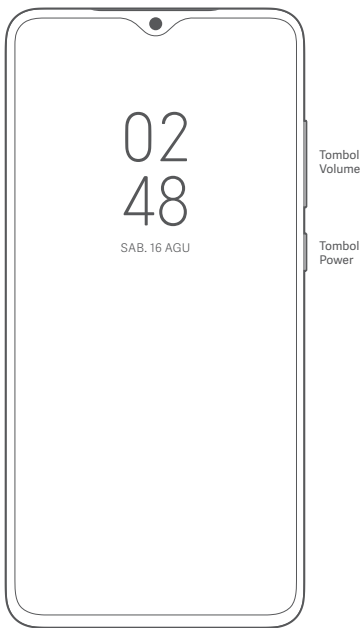 02
48
SAB. 16 AGU
Tombol
Volume
Tombol
Power